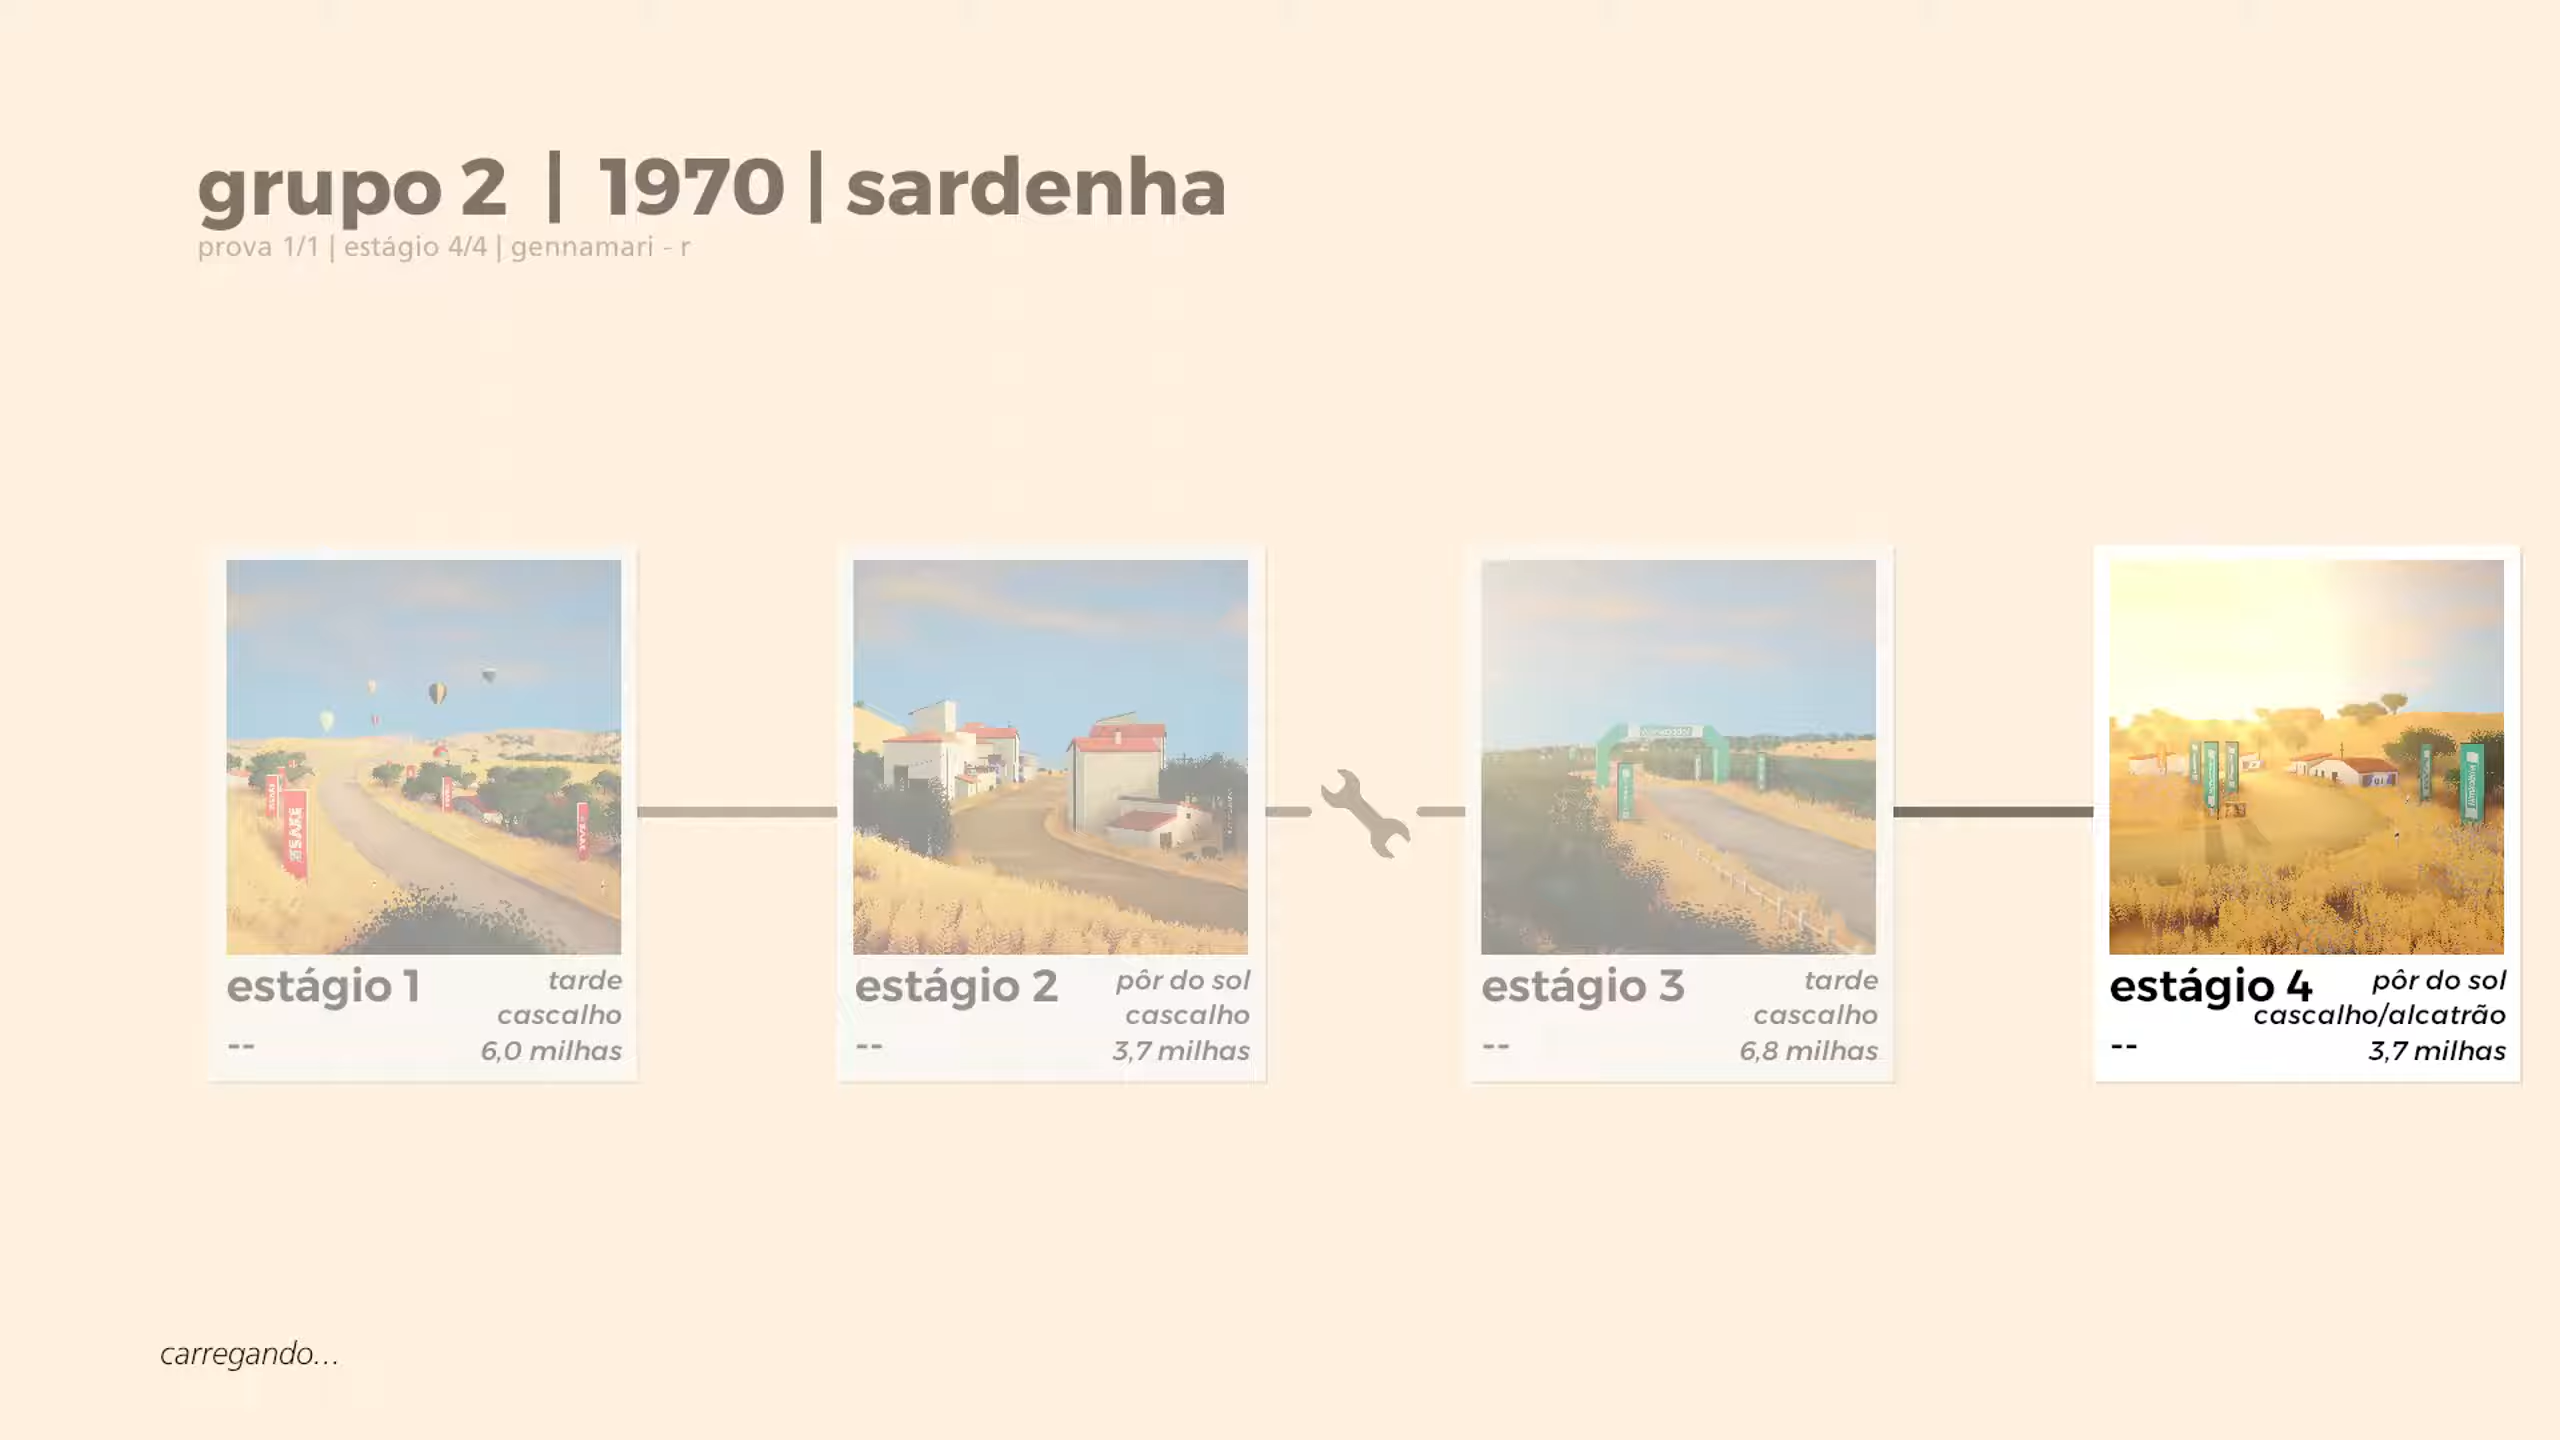 grupo 2 | 1970 | sardenha
prova 1/1 | estágio 4/4 | gennamari - r
estágio 1
tarde
cascalho
--
6,0 milhas
estágio 2
pôr do sol
cascalho
--
3,7 milhas
estágio 3
tarde
cascalho
--
6,8 milhas
estágio 4
pôr do sol
cascalho/alcatrão
--
3,7 milhas
carregando...